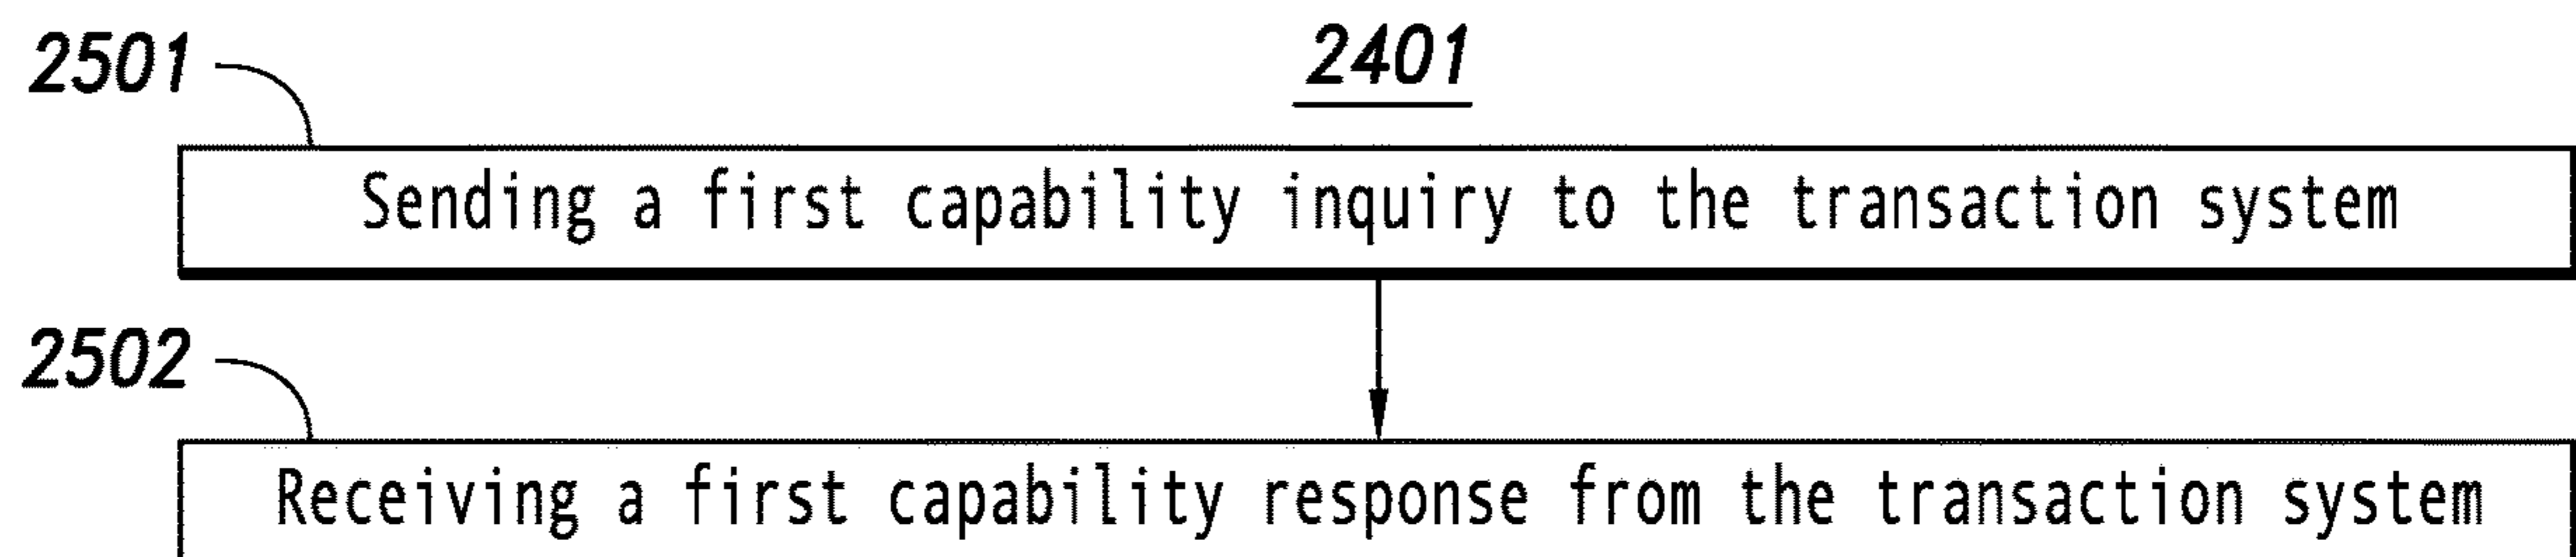 2501
2401
Sending a first capability inquiry to the transaction system
2502
Receiving a first capability response from the transaction system